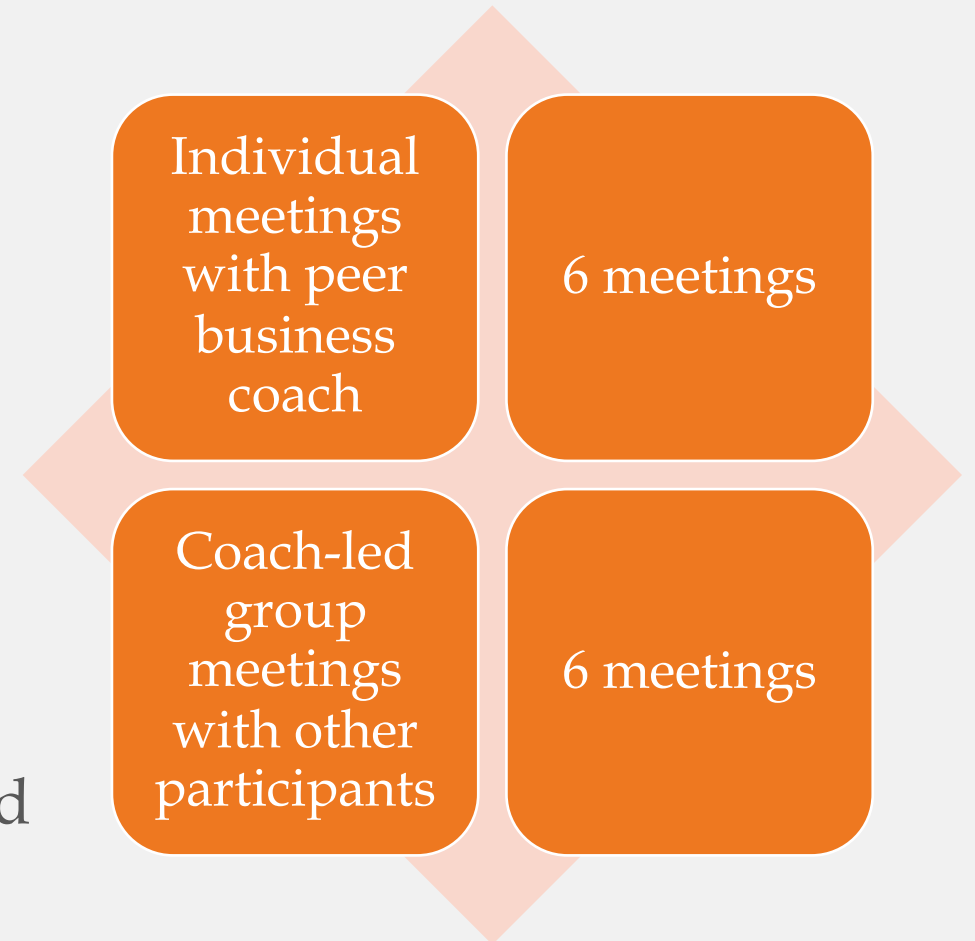 Individual
meetings
with peer
business
coach
6 meetings
Coach-led
group
meetings
with other
participants
6 meetings